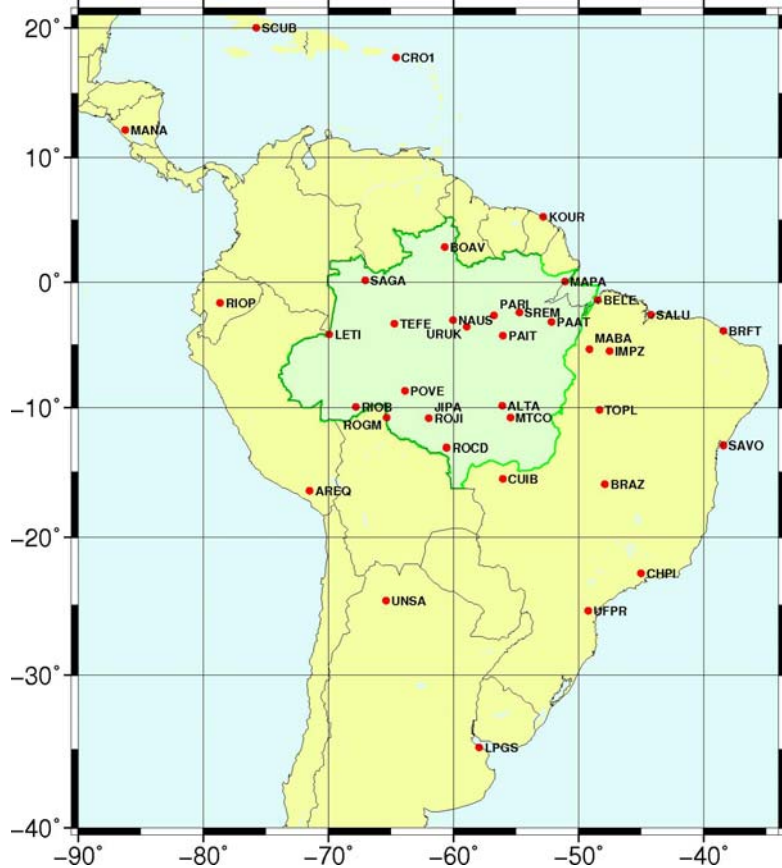 20°
SCUB
CRO1
MANA
10°
KOUR
BOAV
0°
SAGA
MAPA
RIOP
BELE
PARI
SREM
SALU
TEFE
NAUS
PAAT
URUK
BRFT
LETI
PAIT
MABA
IMPZ
POVE
-10°
RIOB
JIPA
ALTA
TOPL
ROGM
ROJI
MTCO
ROCD
SAVO
CUIB
BRAZ
AREQ
-20°
CHPI
UNSA
UFPR
-30°
LPGS
-40°
-90° -80° -70° -60° -50° -40°